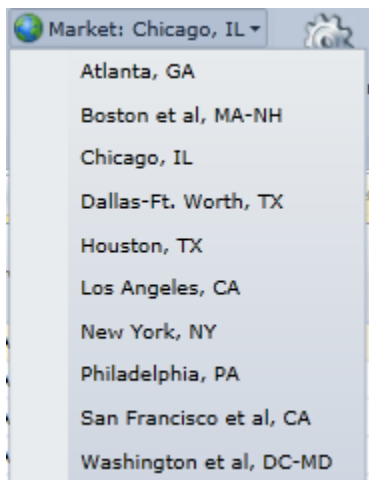 Market: Chicago, IL
Atlanta, GA
Boston et al, MA-NH
Chicago, IL
Dallas-Ft. Worth, TX
Houston, TX
Los Angeles, CA
New York, NY
Philadelphia, PA
San Francisco et al, CA
Washington et al, DC-MD